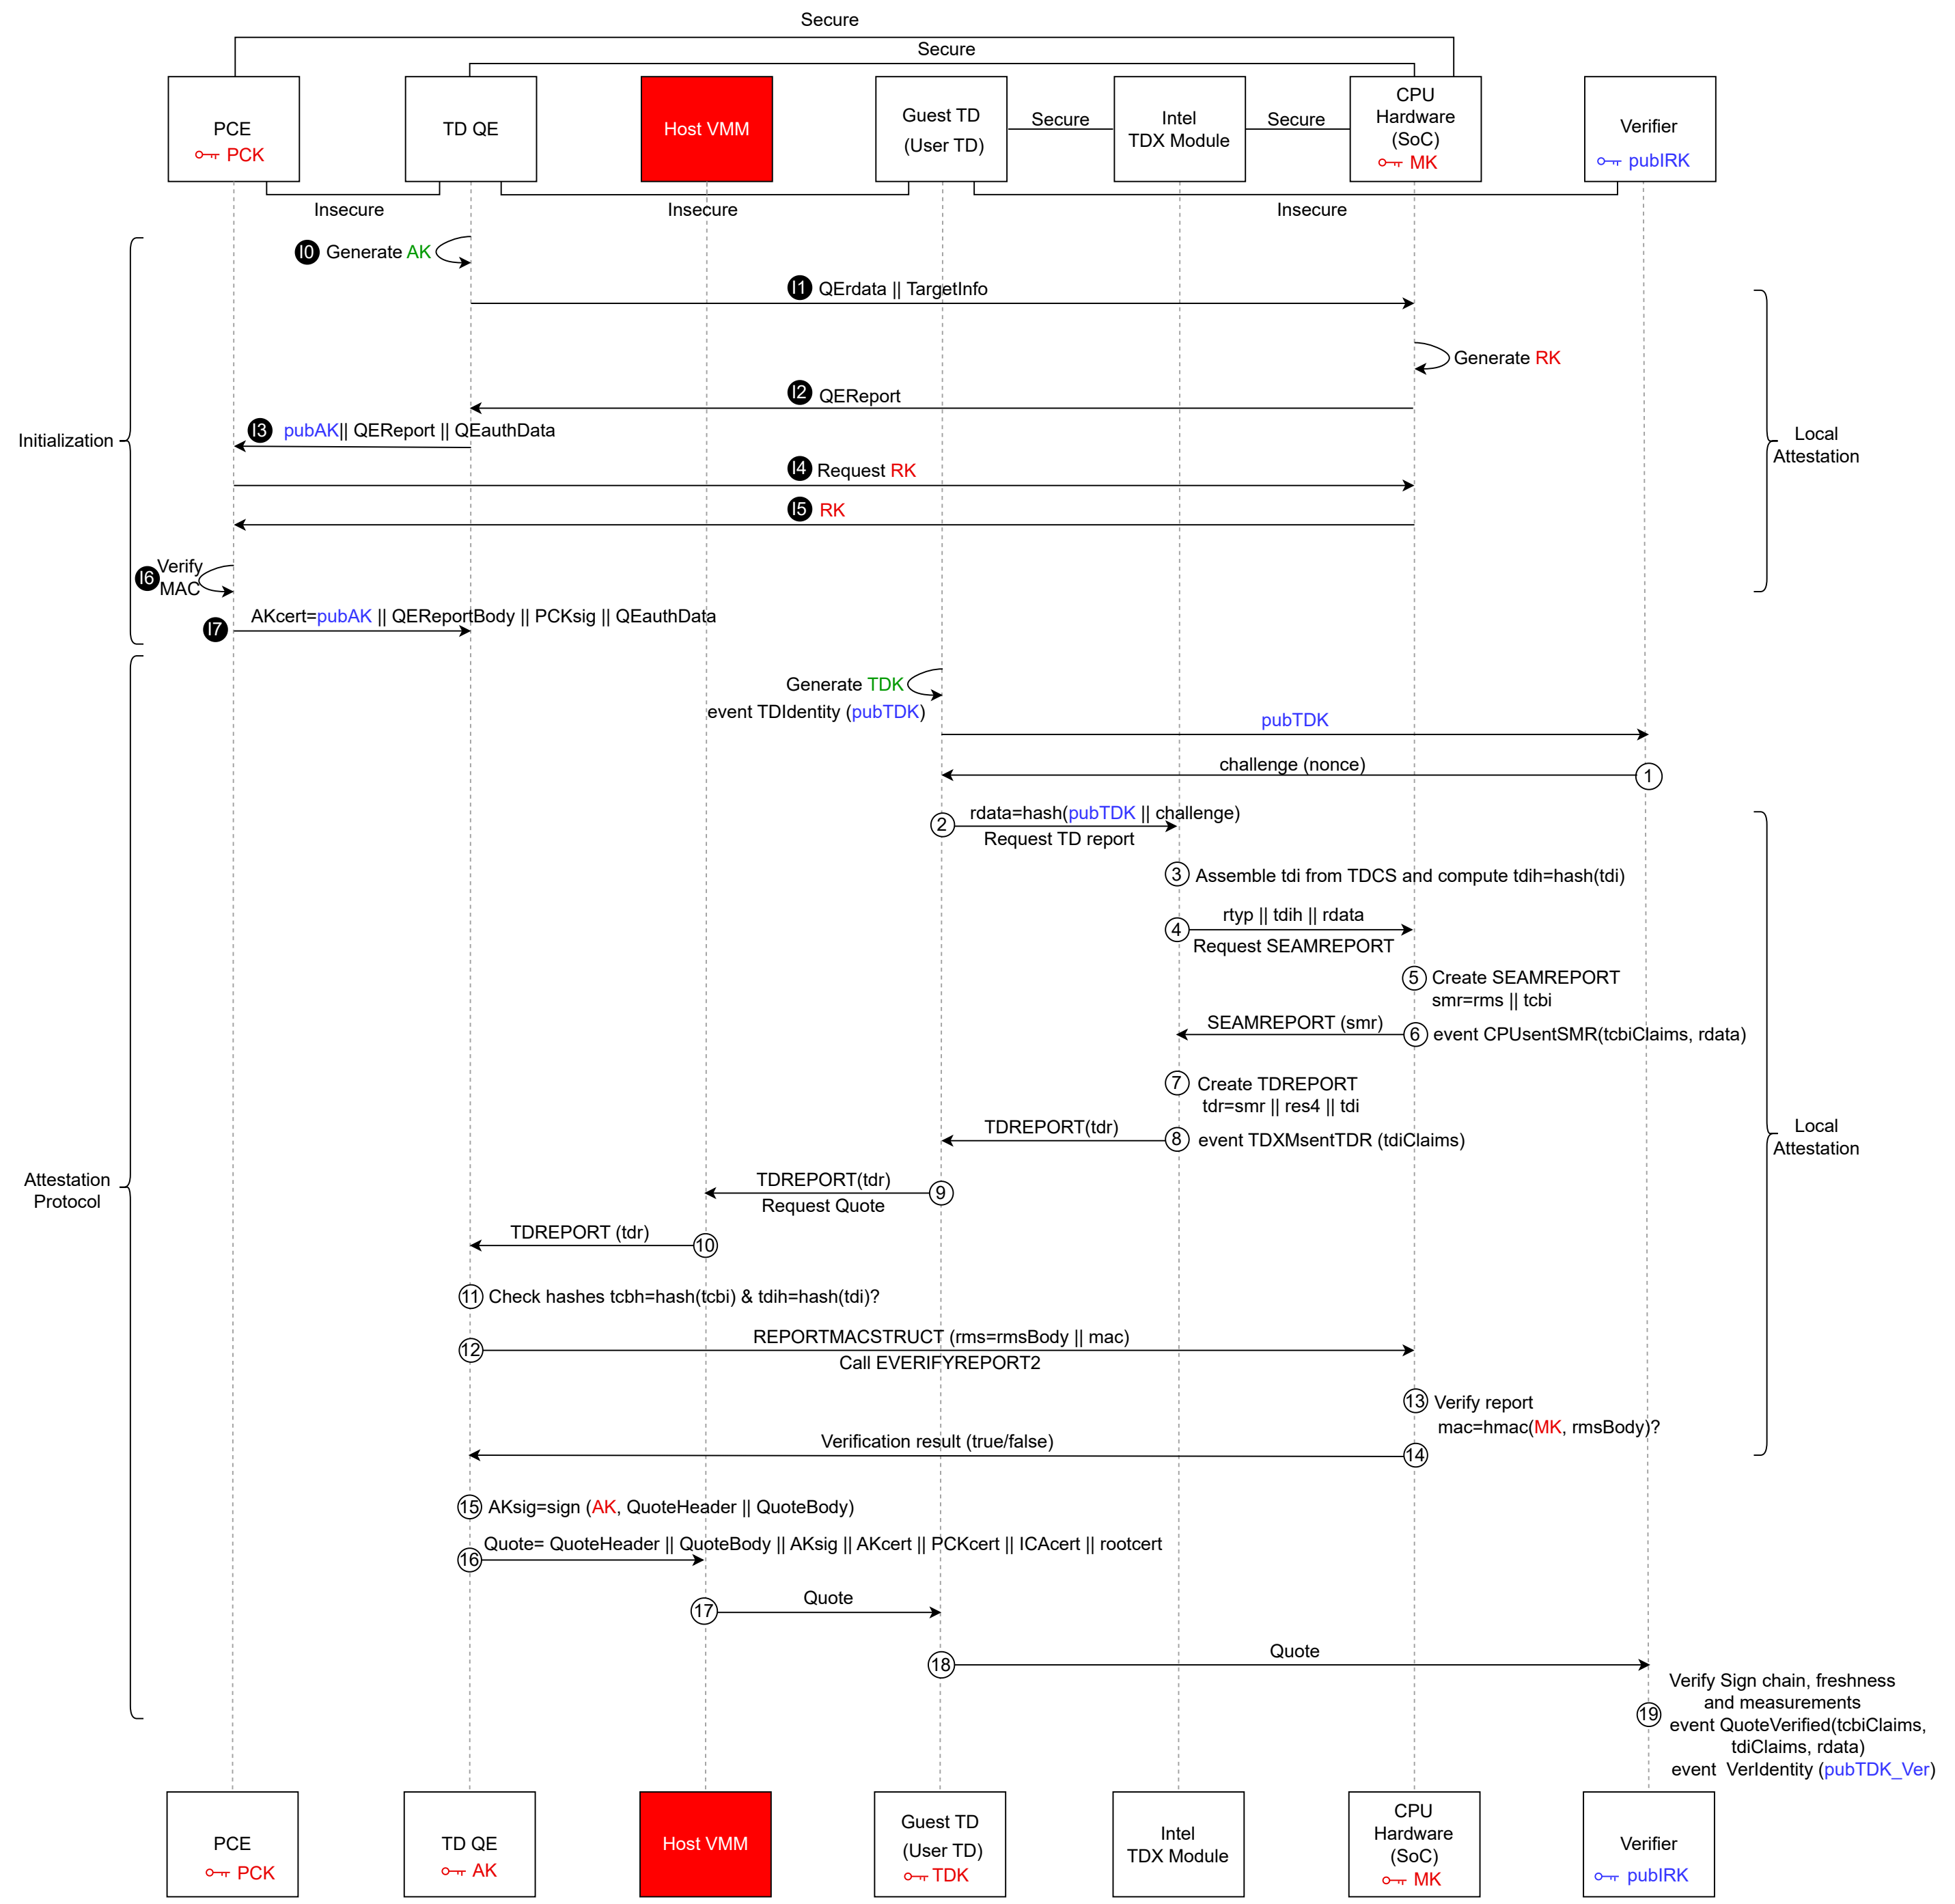 Secure
Secure
PCE
PCK
TD QE
Host VMM
Guest TD
(User TD)
Secure
Intel
TDX Module
Secure
CPU
Hardware
(SoC)
MK
Verifier
pubIRK
Insecure
Insecure
Insecure
Initialization
I0 Generate AK
I1 QErdata || TargetInfo
Generate RK
I2 QEReport
I3 pubAK|| QEReport || QEauthData
I4 Request RK
I5 RK
I6 Verify
MAC
I7 AKcert=pubAK || QEReportBody || PCKsig || QEauthData
Local
Attestation
Attestation
Protocol
Generate TDK
event TDIdentity (pubTDK)
pubTDK
challenge (nonce)
1
2 rdata=hash(pubTDK || challenge)
Request TD report
3 Assemble tdi from TDCS and compute tdih=hash(tdi)
4 rtyp || tdih || rdata
Request SEAMREPORT
5 Create SEAMREPORT
smr=rms || tcbi
SEAMREPORT (smr)
6 event CPUsentSMR(tcbiClaims, rdata)
7 Create TDREPORT
tdr=smr || res4 || tdi
TDREPORT(tdr)
8 event TDXMsentTDR (tdiClaims)
TDREPORT(tdr)
9
Request Quote
TDREPORT (tdr)
10
11 Check hashes tcbh=hash(tcbi) & tdih=hash(tdi)?
12 REPORTMACSTRUCT (rms=rmsBody || mac)
Call EVERIFYREPORT2
13 Verify report
mac=hmac(MK, rmsBody)?
Verification result (true/false)
14
Local
Attestation
15 AKsig=sign (AK, QuoteHeader || QuoteBody)
16 Quote= QuoteHeader || QuoteBody || AKsig || AKcert || PCKcert || ICAcert || rootcert
17 Quote
18 Quote
19 Verify Sign chain, freshness
and measurements
event QuoteVerified(tcbiClaims,
tdiClaims, rdata)
event VerIdentity (pubTDK_Ver)
PCE
PCK
TD QE
AK
Host VMM
Guest TD
(User TD)
TDK
Intel
TDX Module
CPU
Hardware
(SoC)
MK
Verifier
pubIRK